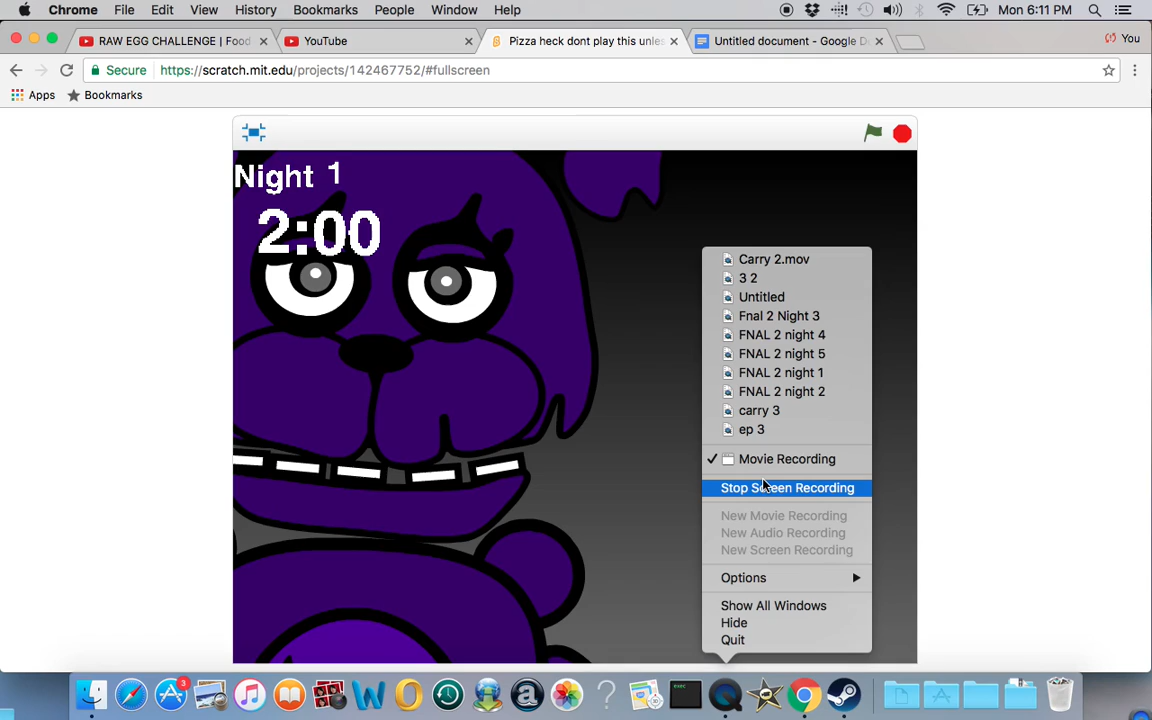 Chrome File Edit View History Bookmarks People Window Help Mon 6:11 PM
RAW EGG CHALLENGE | Food
YouTube
Pizza heck dont play this unles
Untitled document - Google D
You
Secure https://scratch.mit.edu/projects/142467752/#fullscreen
Apps Bookmarks
Night 1
2:00
Carry 2.mov
3 2
Untitled
Fnal 2 Night 3
FNAL 2 night 4
FNAL 2 night 5
FNAL 2 night 1
FNAL 2 night 2
carry 3
ep 3
Movie Recording
Stop Screen Recording
New Movie Recording
New Audio Recording
New Screen Recording
Options
Show All Windows
Hide
Quit
3